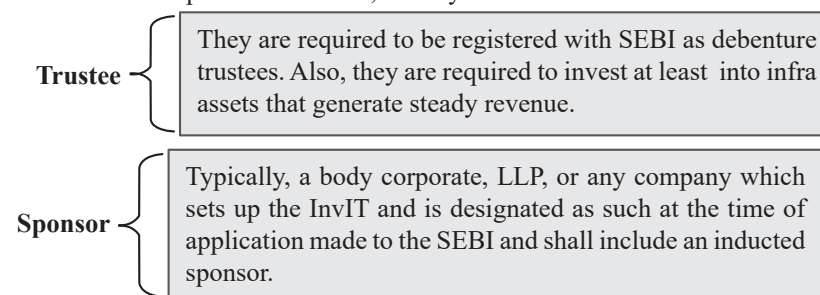 Trustee
They are required to be registered with SEBI as debenture
trustees. Also, they are required to invest at least into infra
assets that generate steady revenue.
Sponsor
Typically, a body corporate, LLP, or any company which
sets up the InvIT and is designated as such at the time of
application made to the SEBI and shall include an inducted
sponsor.